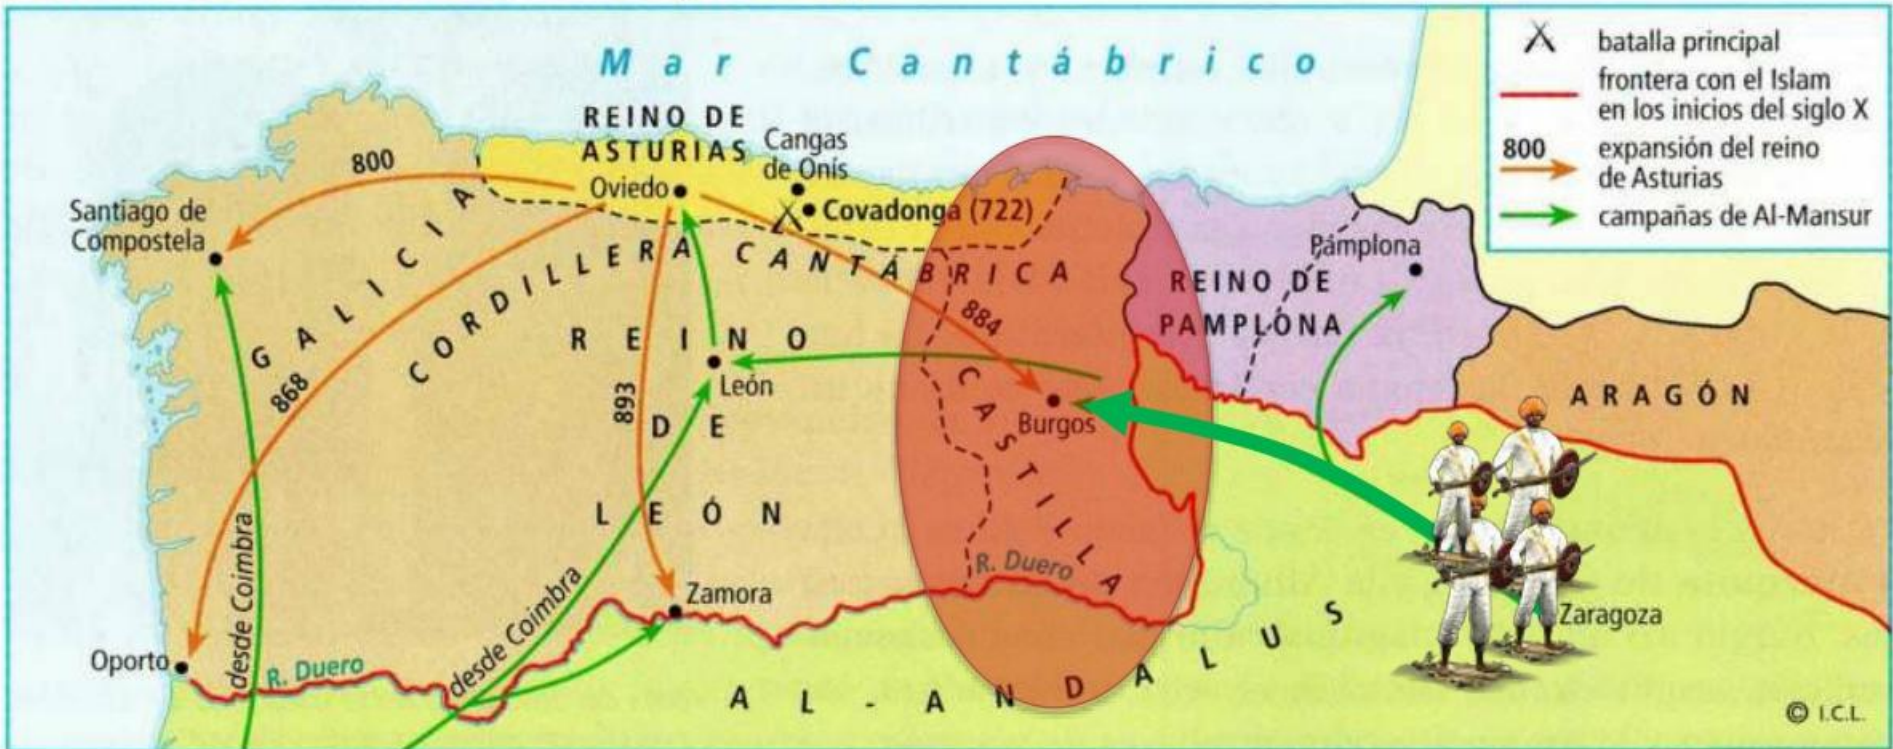 Mar Cantábrico
batalla principal
frontera con el Islam
en los inicios del siglo X
800
expansión del reino
de Asturias
campañas de Al-Mansur
REINO DE
ASTURIAS
Cangas
de Onís
800
Oviedo
Covadonga (722)
Santiago de
Compostela
GALICIA
CORDILLERA CANTÁBRICA
Pámplona
REINO DE
PAMPLONA
884
REINO
DE
LEÓN
León
868
893
CASTILLA
Burgos
ARAGÓN
desde Coimbra
desde Coimbra
R. Duero
Zamora
Zaragoza
Oporto
R. Duero
AL-ANDALUS
© I.C.L.